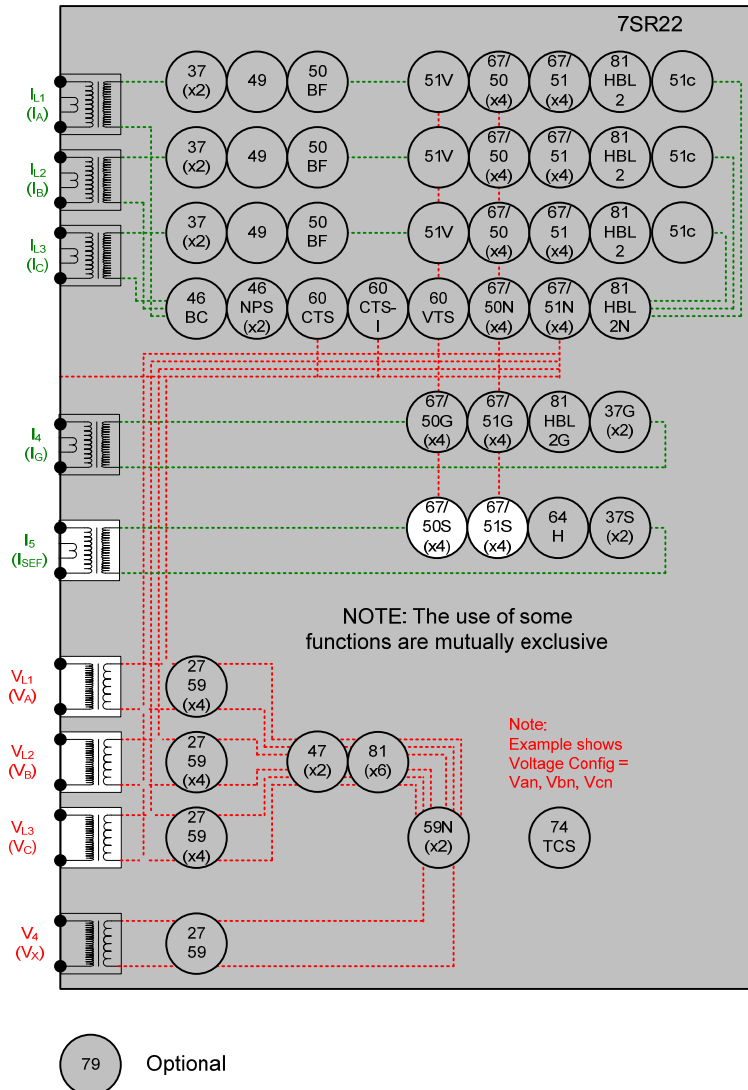 7SR22
IL1
(IA)
37
(x2)
49
50
BF
51V
67/
50
(x4)
67/
51
(x4)
81
HBL
2
51c
IL2
(IB)
37
(x2)
49
50
BF
51V
67/
50
(x4)
67/
51
(x4)
81
HBL
2
51c
IL3
(IC)
37
(x2)
49
50
BF
51V
67/
50
(x4)
67/
51
(x4)
81
HBL
2
51c
46
BC
46
NPS
(x2)
60
CTS
60
CTS-
I
60
VTS
67/
50N
(x4)
67/
51N
(x4)
81
HBL
2N
I4
(IG)
67/
50G
(x4)
67/
51G
(x4)
81
HBL
2G
37G
(x2)
I5
(ISEF)
67/
50S
(x4)
67/
51S
(x4)
64
H
37S
(x2)
NOTE: The use of some
functions are mutually exclusive
VL1
(VA)
27
59
(x4)
VL2
(VB)
27
59
(x4)
47
(x2)
81
(x6)
Note:
Example shows
Voltage Config =
Van, Vbn, Vcn
VL3
(VC)
27
59
(x4)
59N
(x2)
74
TCS
V4
(VX)
27
59
79
Optional